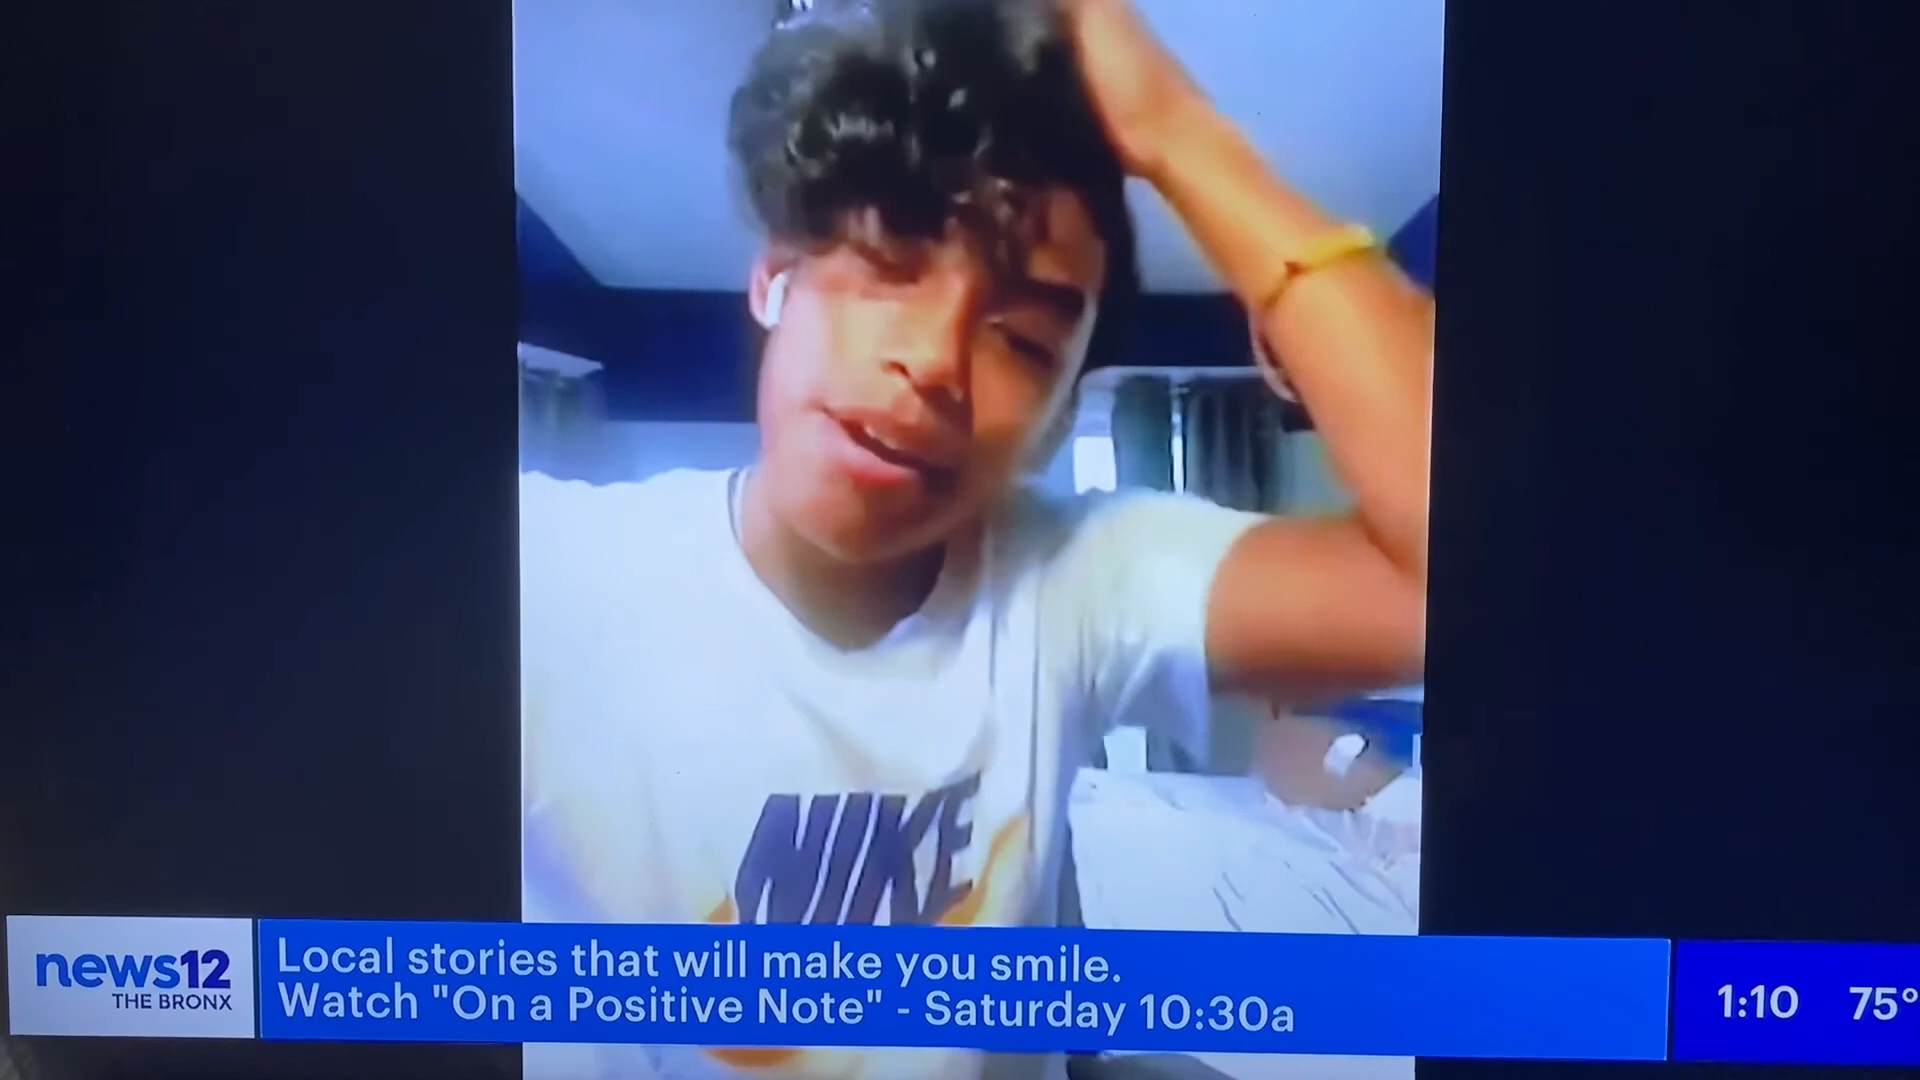 NIKE
news12
THE BRONX
Local stories that will make you smile.
Watch "On a Positive Note" - Saturday 10:30a
1:10 75°